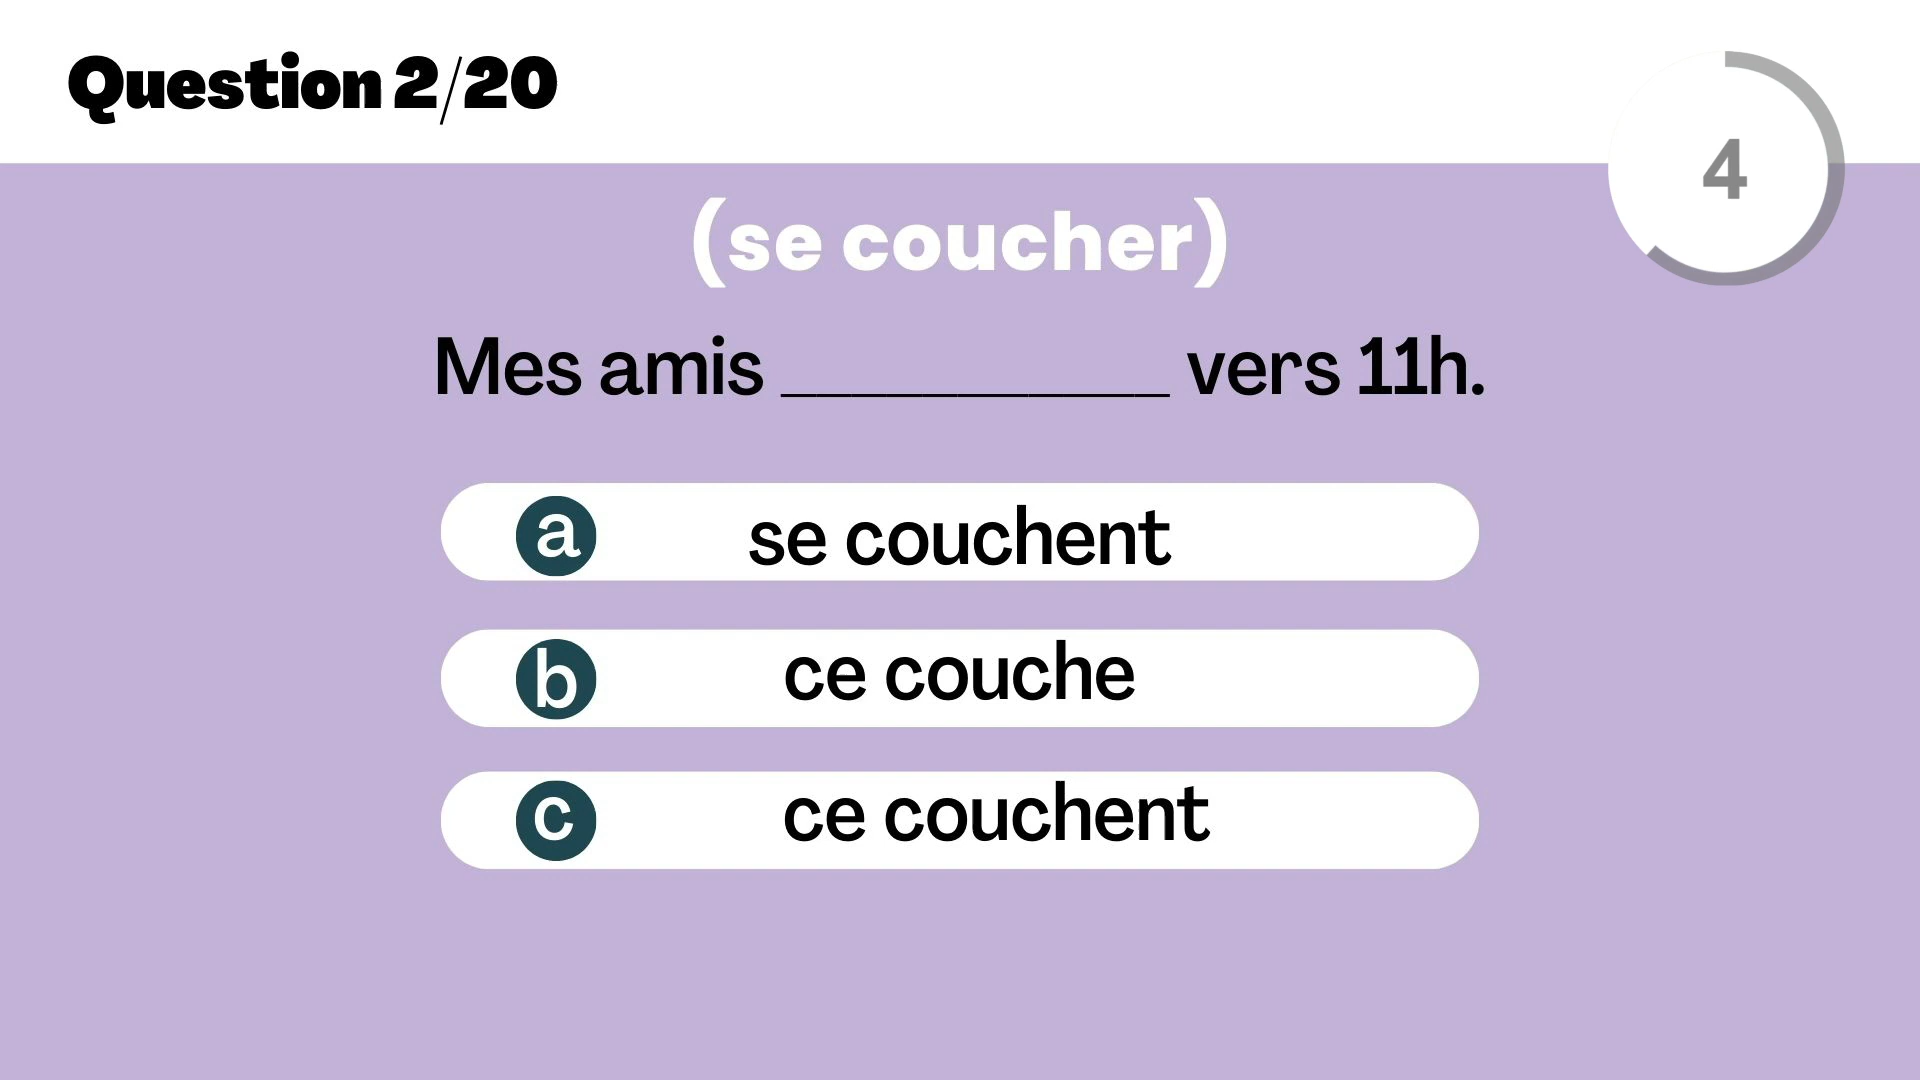 Question 2/20
4
(se coucher)
Mes amis __________ vers 11h.
a se couchent
b ce couche
c ce couchent